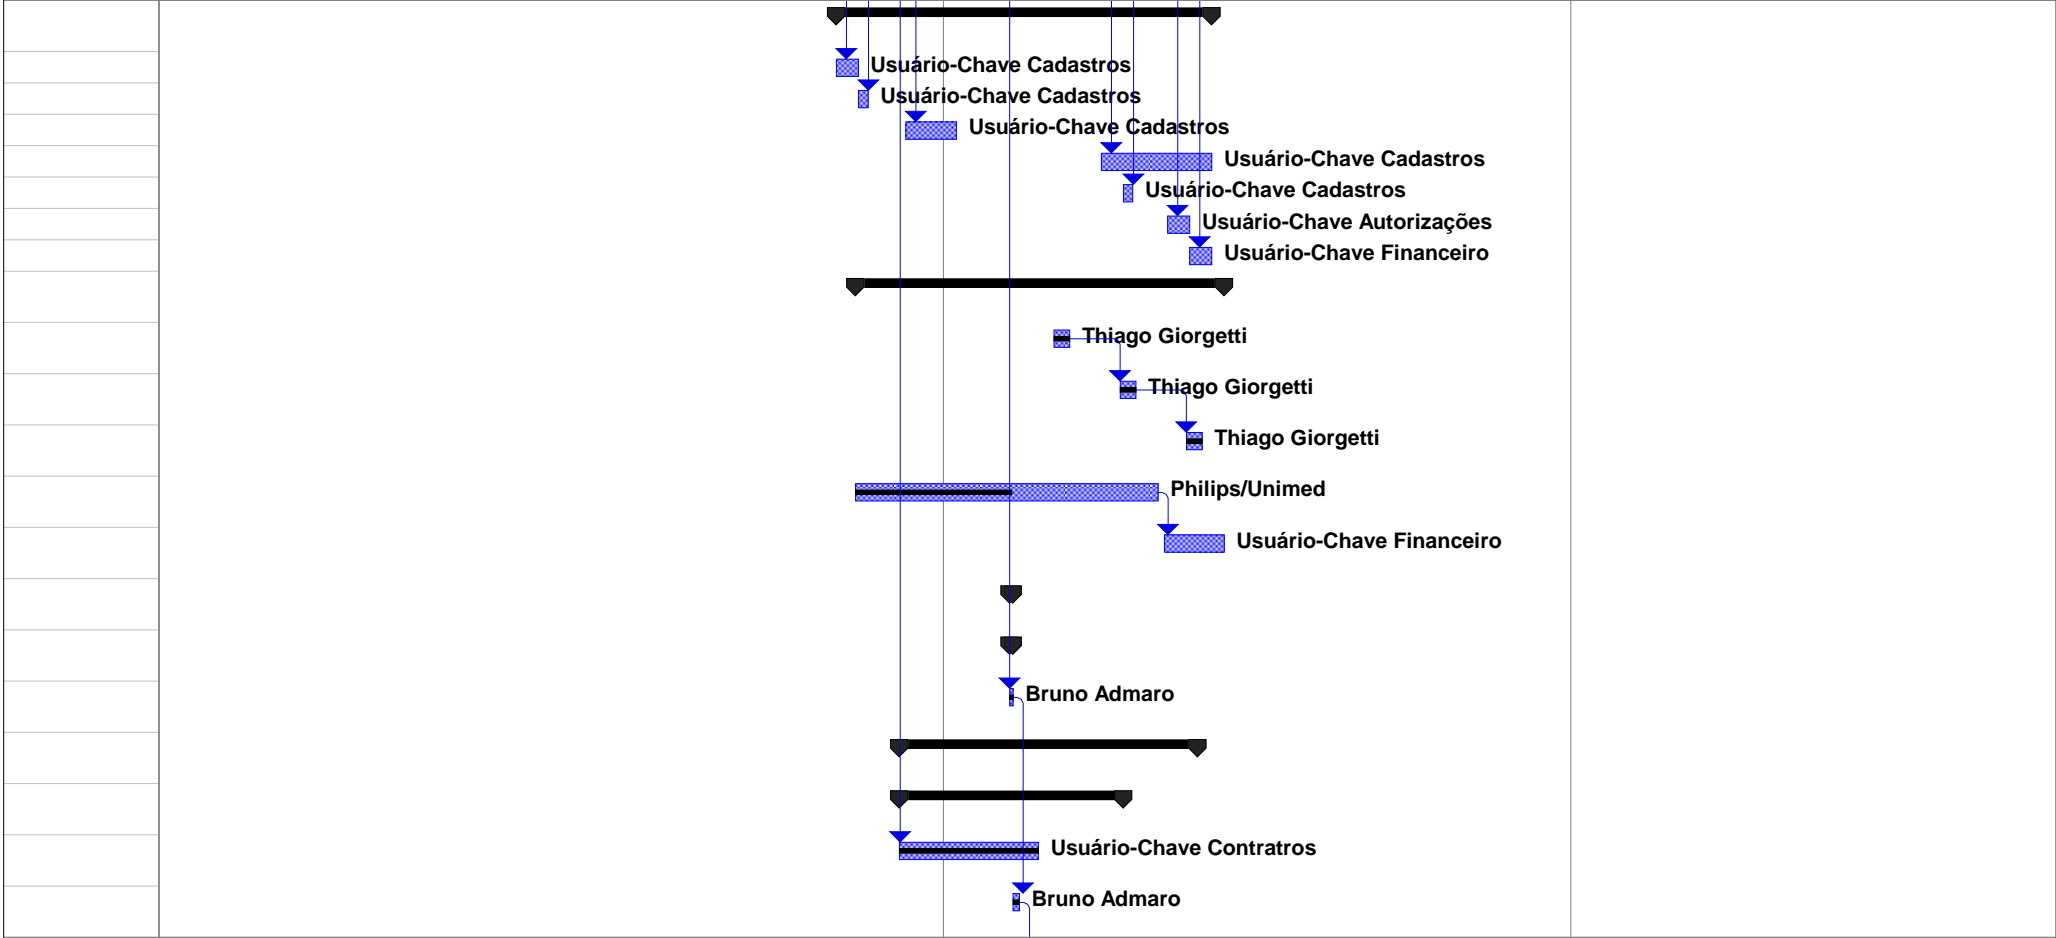 Usuário-Chave Cadastros
Usuário-Chave Cadastros
Usuário-Chave Cadastros
Usuário-Chave Cadastros
Usuário-Chave Cadastros
Usuário-Chave Autorizações
Usuário-Chave Financeiro
Thiago Giorgetti
Thiago Giorgetti
Thiago Giorgetti
Philips/Unimed
Usuário-Chave Financeiro
Bruno Admaro
Usuário-Chave Contratros
Bruno Admaro